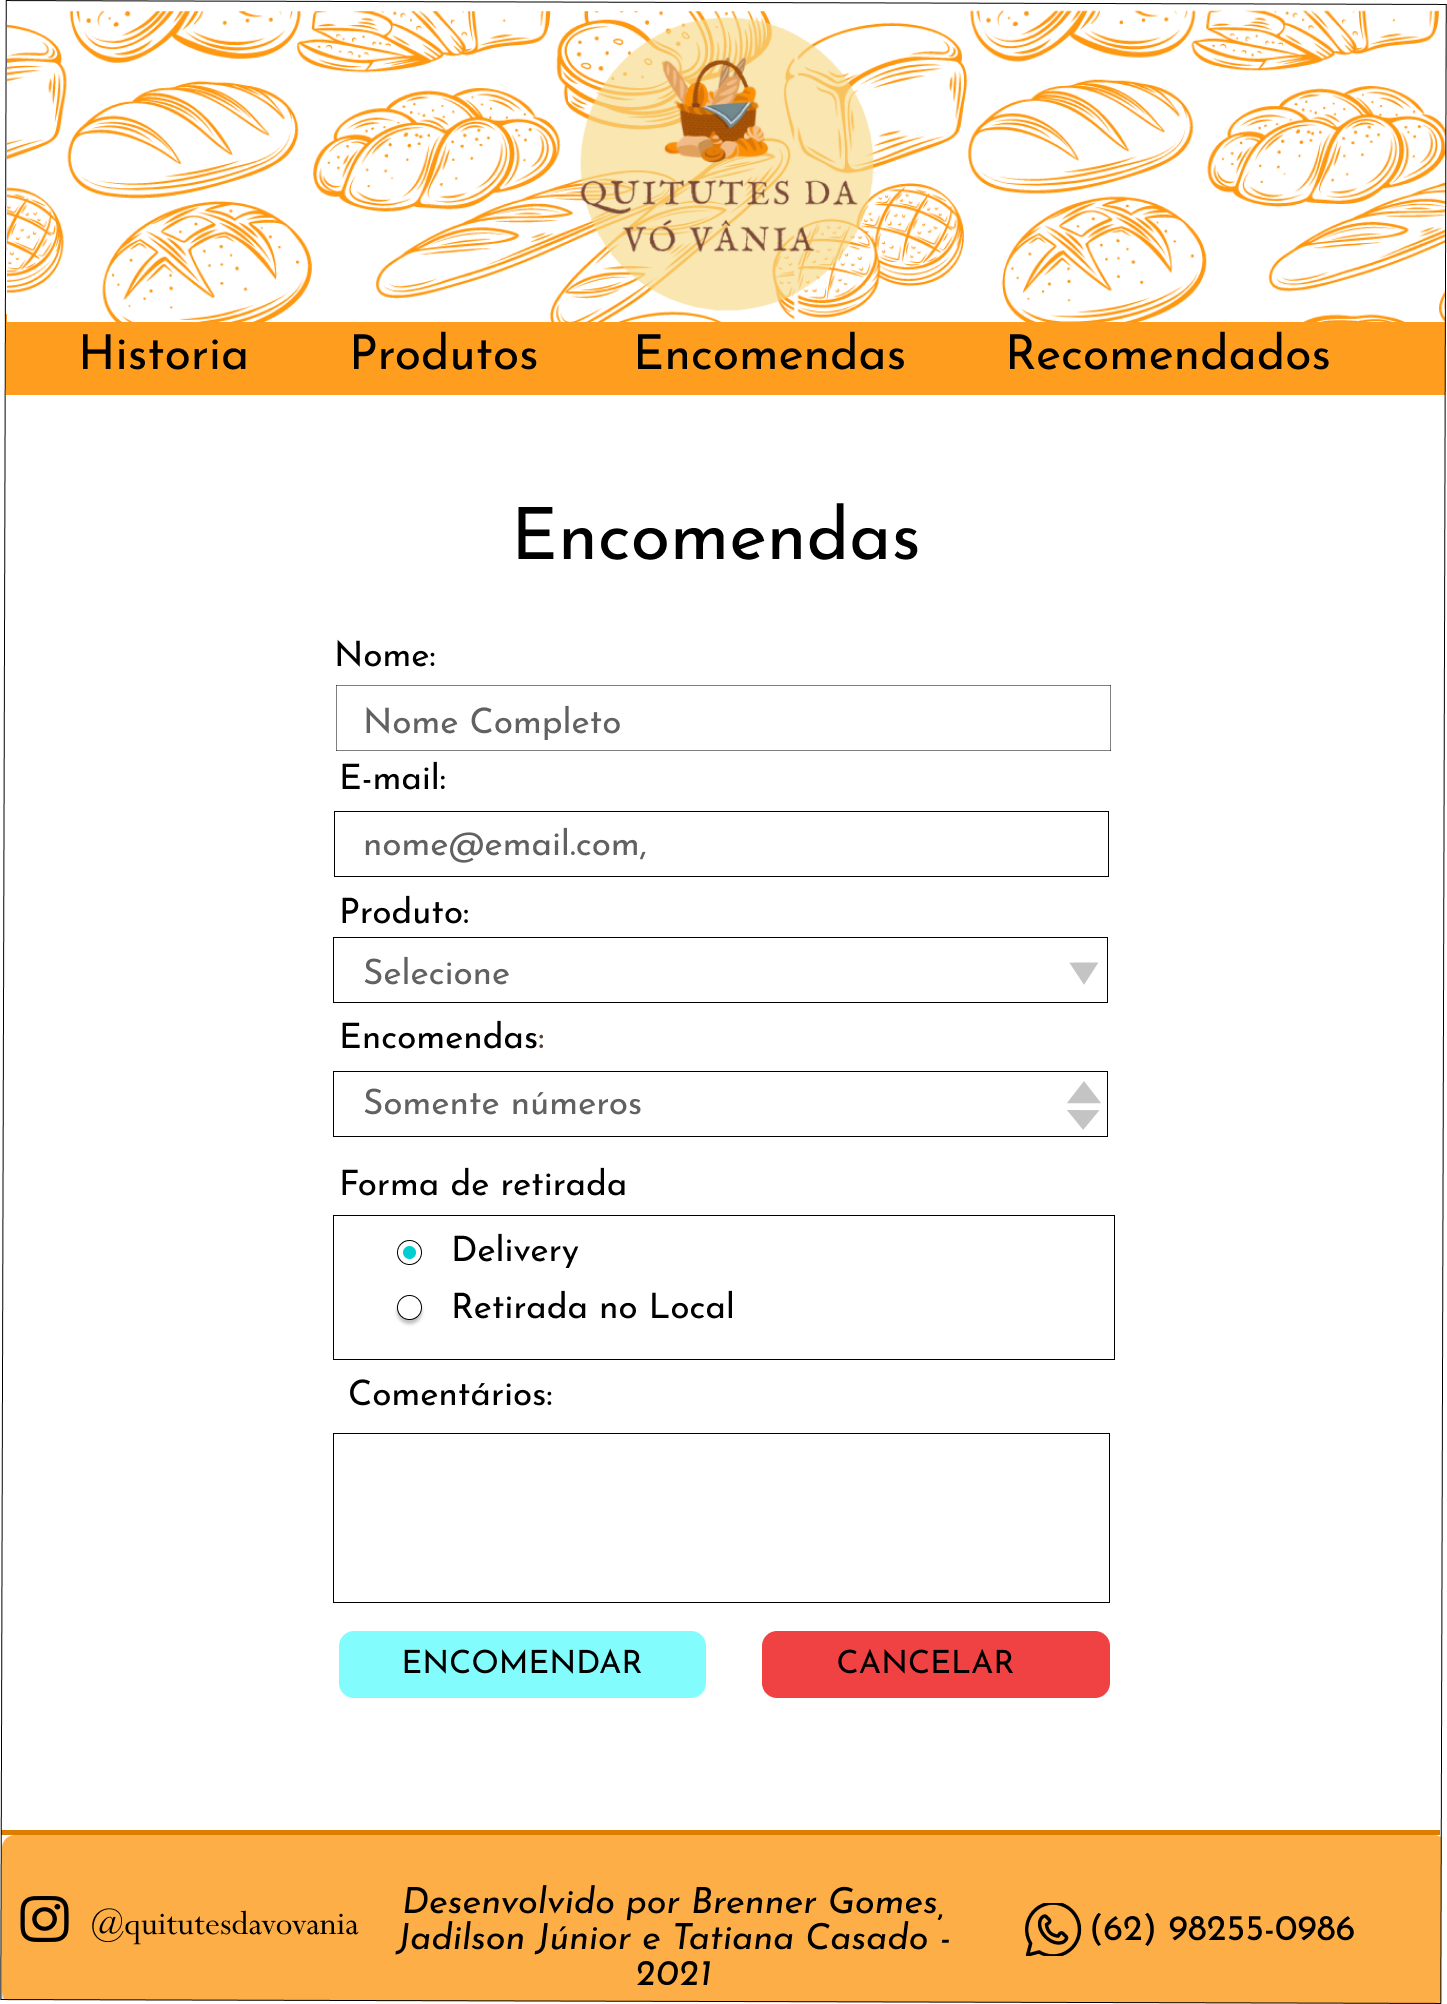 QUITUTES DA
VÓ VÂNIA
Historia Produtos Encomendas Recomendados
Encomendas
Nome:
Nome Completo
E-mail:
nome@email.com,
Produto:
Selecione
Encomendas:
Somente números
Forma de retirada
Delivery
Retirada no Local
Comentários:
ENCOMENDAR CANCELAR
@quitutesdavovania
Desenvolvido por Brenner Gomes,
Jadilson Júnior e Tatiana Casado -
2021
(62) 98255-0986